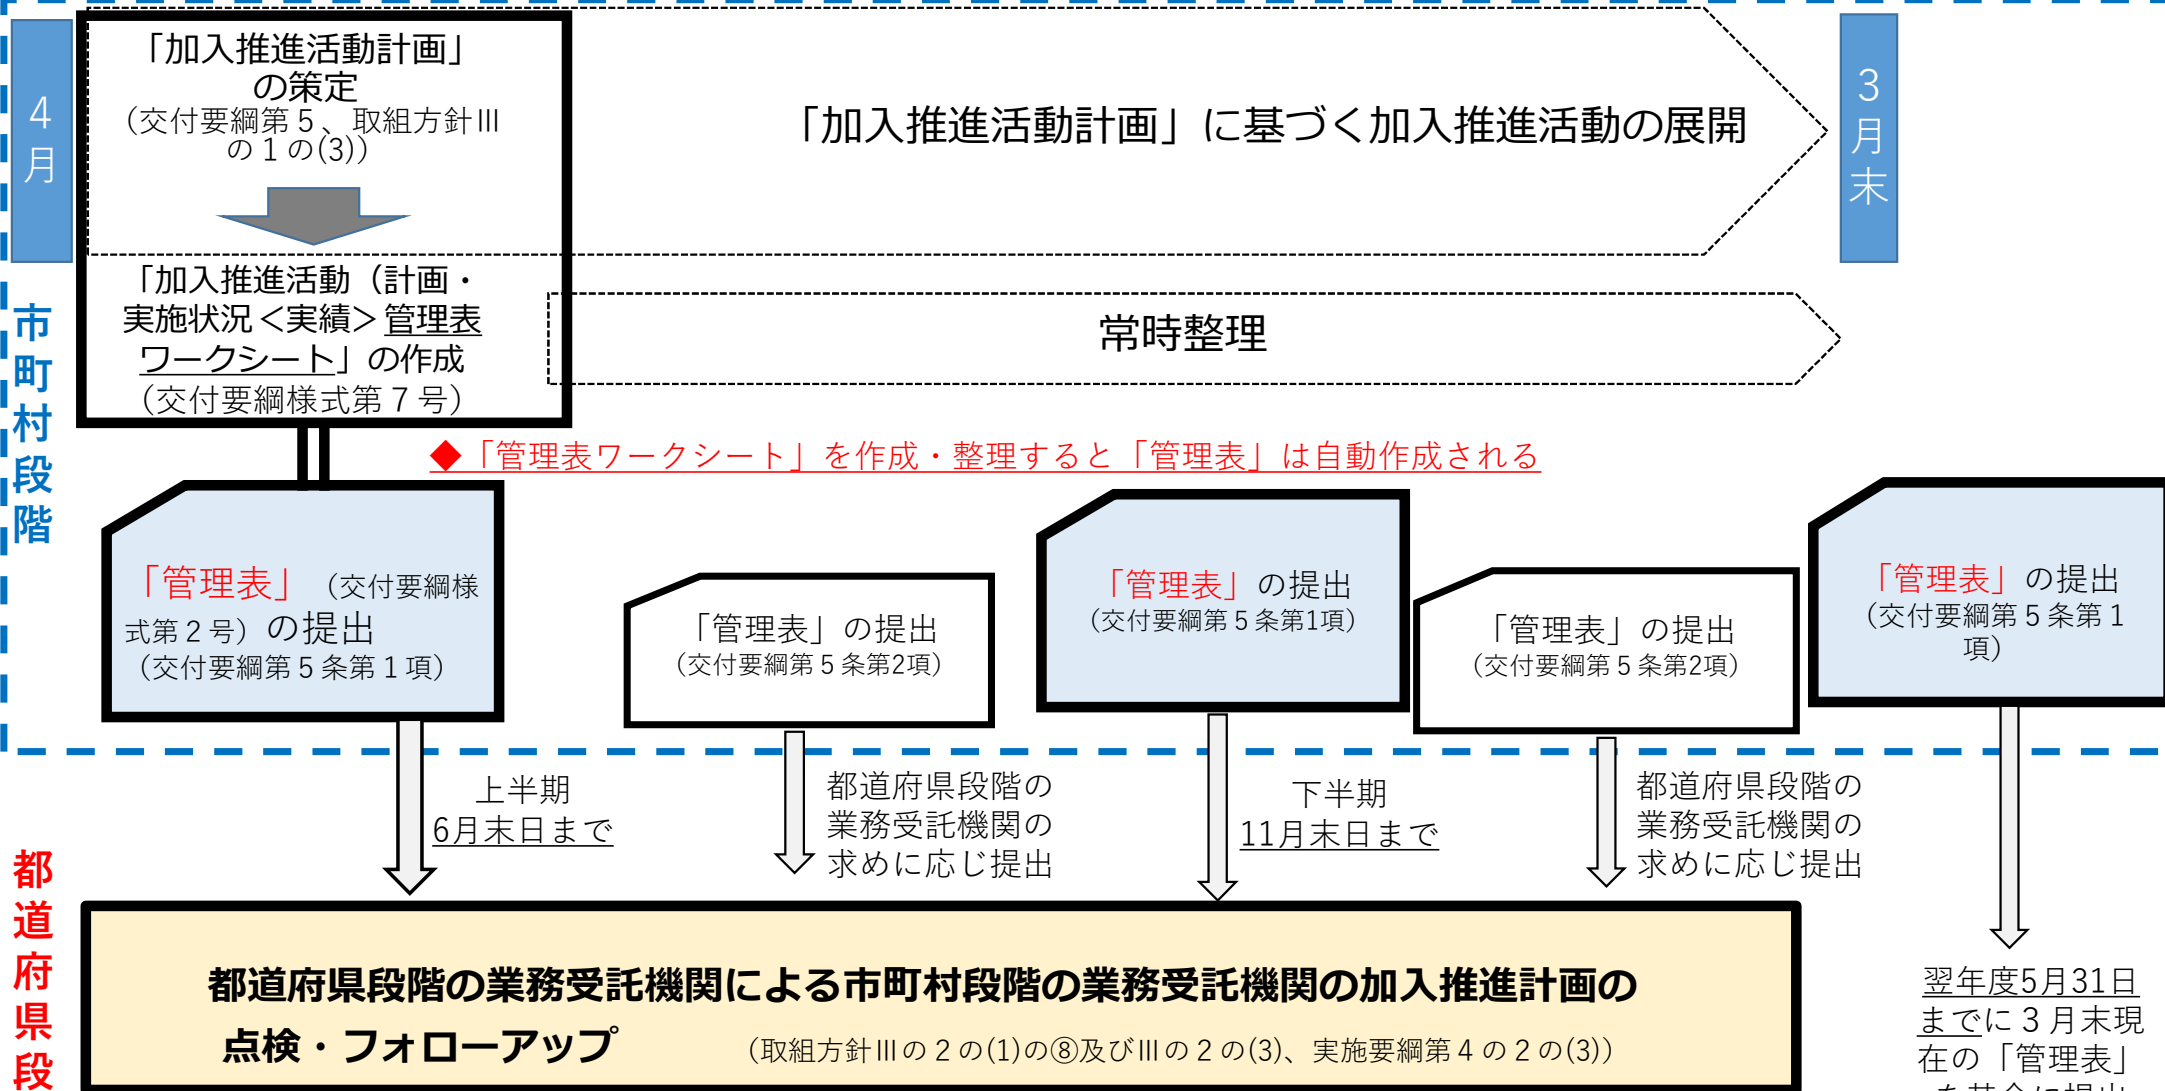 4月
「加入推進活動計画」
の策定
（交付要綱第５、取組方針Ⅲ
の１の(3)）
「加入推進活動計画」に基づく加入推進活動の展開
3月末
「加入推進活動（計画・
実施状況＜実績＞管理表
ワークシート」の作成
（交付要綱様式第７号）
常時整理
市町村段階
◆「管理表ワークシート」を作成・整理すると「管理表」は自動作成される
「管理表」（交付要綱様
式第２号）の提出
（交付要綱第５条第１項）
「管理表」の提出
（交付要綱第５条第2項）
「管理表」の提出
（交付要綱第５条第1項）
「管理表」の提出
（交付要綱第５条第2項）
「管理表」の提出
（交付要綱第５条第１
項）
上半期
6月末日まで
都道府県段階の
業務受託機関の
求めに応じ提出
下半期
11月末日まで
都道府県段階の
業務受託機関の
求めに応じ提出
都道府県段
都道府県段階の業務受託機関による市町村段階の業務受託機関の加入推進計画の
点検・フォローアップ （取組方針Ⅲの２の(1)の⑧及びⅢの２の(3)、実施要綱第４の２の(3)）
翌年度5月31日
までに３月末現
在の「管理表」
を基金に提出